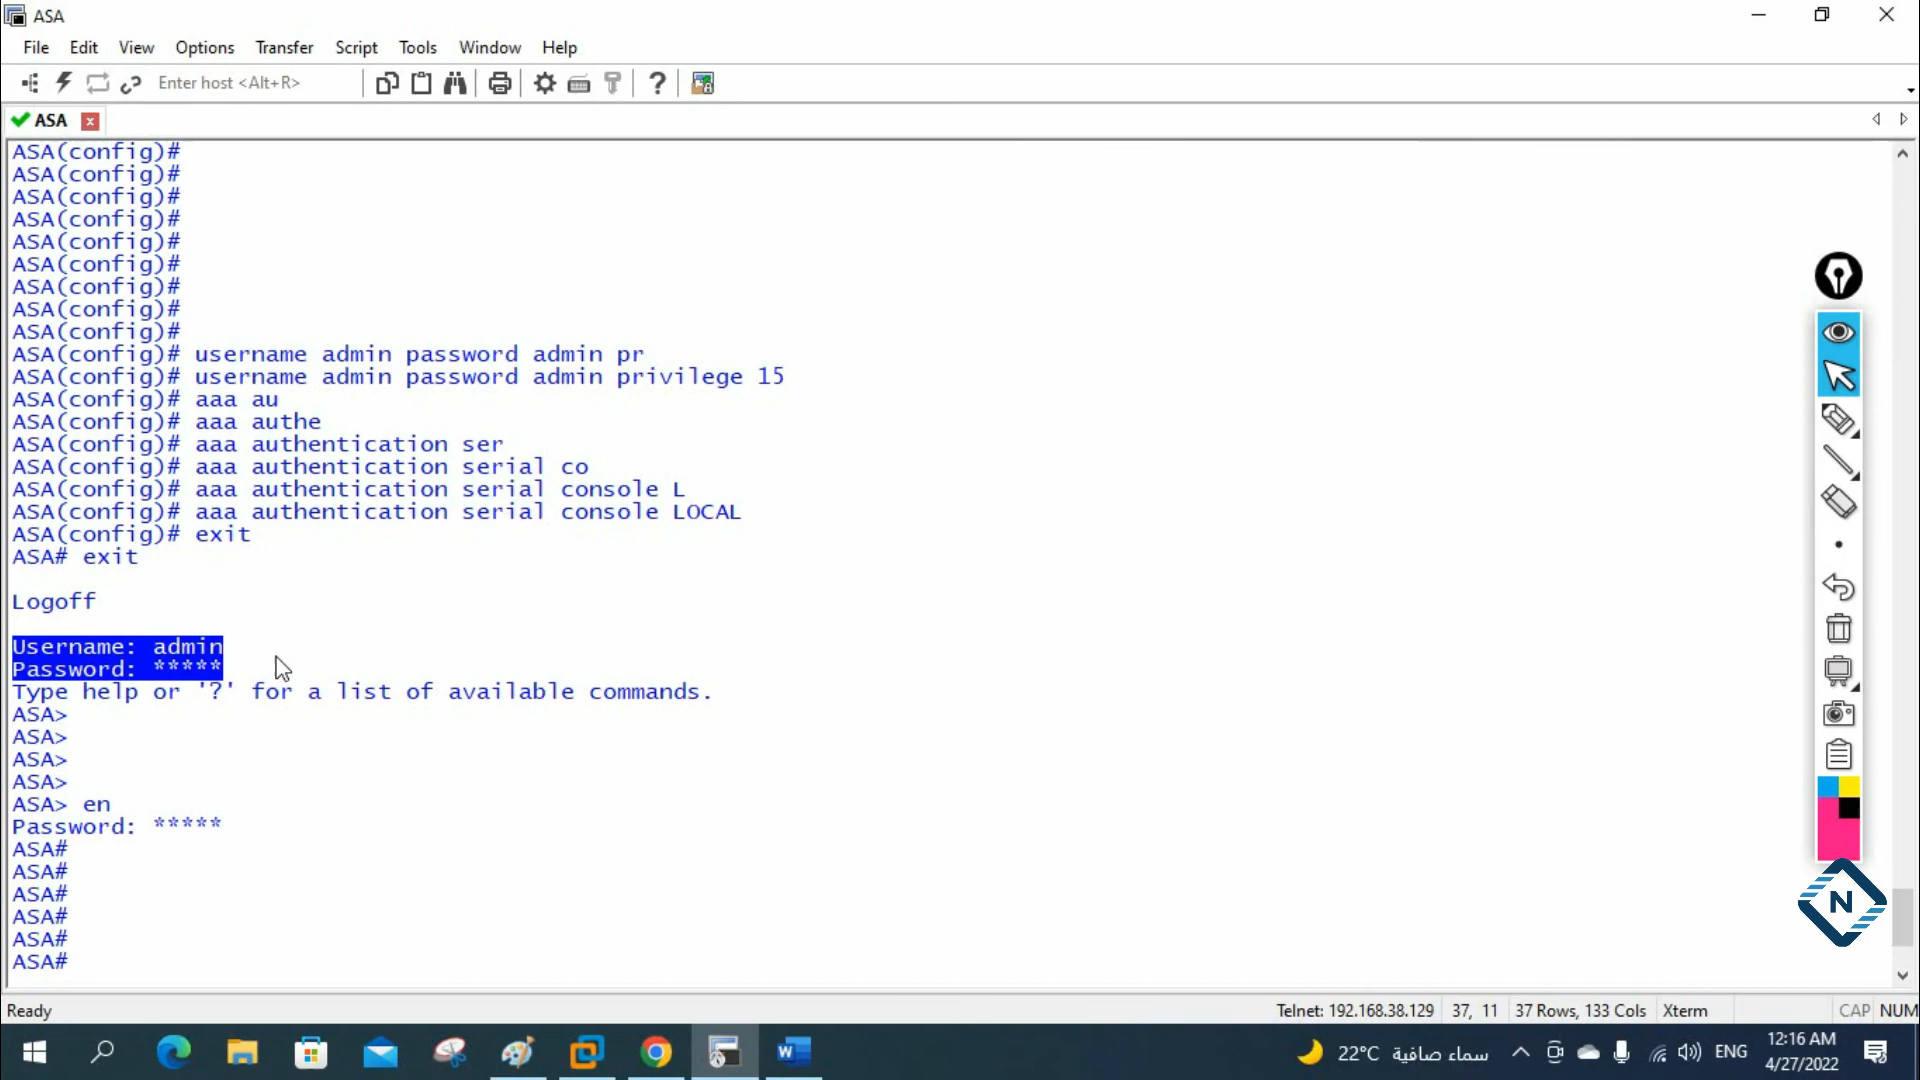 ASA
File Edit View Options Transfer Script Tools Window Help
Enter host <Alt+R>
ASA
ASA(config)#
ASA(config)#
ASA(config)#
ASA(config)#
ASA(config)#
ASA(config)#
ASA(config)#
ASA(config)#
ASA(config)#
ASA(config)# username admin password admin pr
ASA(config)# username admin password admin privilege 15
ASA(config)# aaa au
ASA(config)# aaa authe
ASA(config)# aaa authentication ser
ASA(config)# aaa authentication serial co
ASA(config)# aaa authentication serial console L
ASA(config)# aaa authentication serial console LOCAL
ASA(config)# exit
ASA# exit
Logoff
Username: admin
Password: *****
Type help or '?' for a list of available commands.
ASA>
ASA>
ASA>
ASA>
ASA> en
Password: *****
ASA#
ASA#
ASA#
ASA#
ASA#
ASA#
N
Ready Telnet: 192.168.38.129 37, 11 37 Rows, 133 Cols Xterm CAP NUM
22°C سماء صافية ENG 12:16 AM
4/27/2022